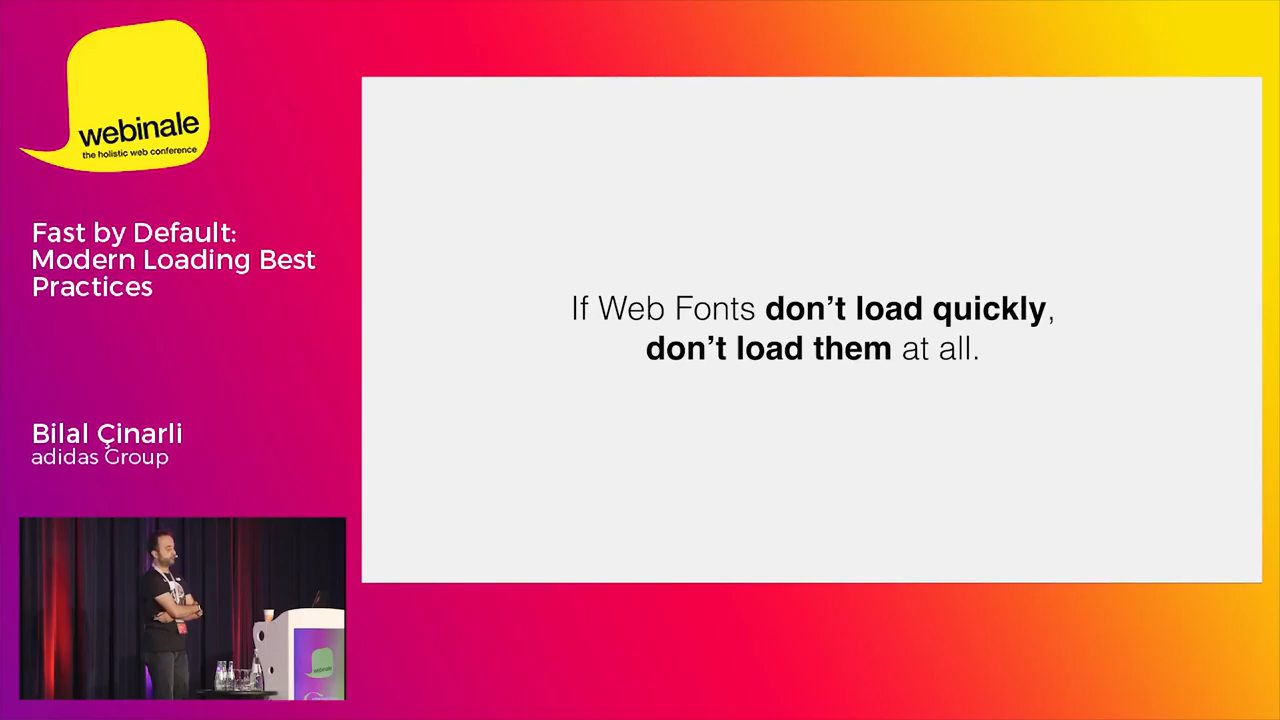 webinale
the holistic web conference
Fast by Default:
Modern Loading Best
Practices
Bilal Çinarli
adidas Group
If Web Fonts don’t load quickly,
don’t load them at all.
webinale